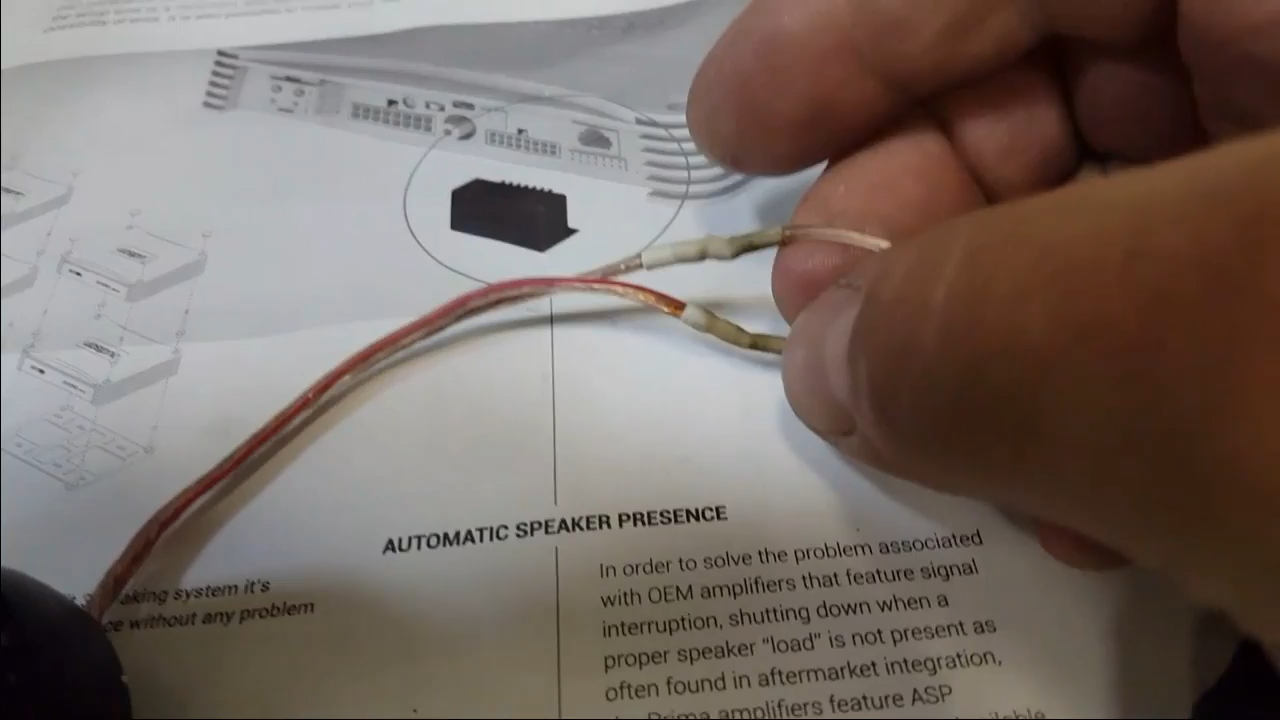 AUTOMATIC SPEAKER PRESENCE
aking system it's
ce without any problem
In order to solve the problem associated
with OEM amplifiers that feature signal
interruption, shutting down when a
proper speaker "load" is not present as
often found in aftermarket integration,
Prima amplifiers feature ASP